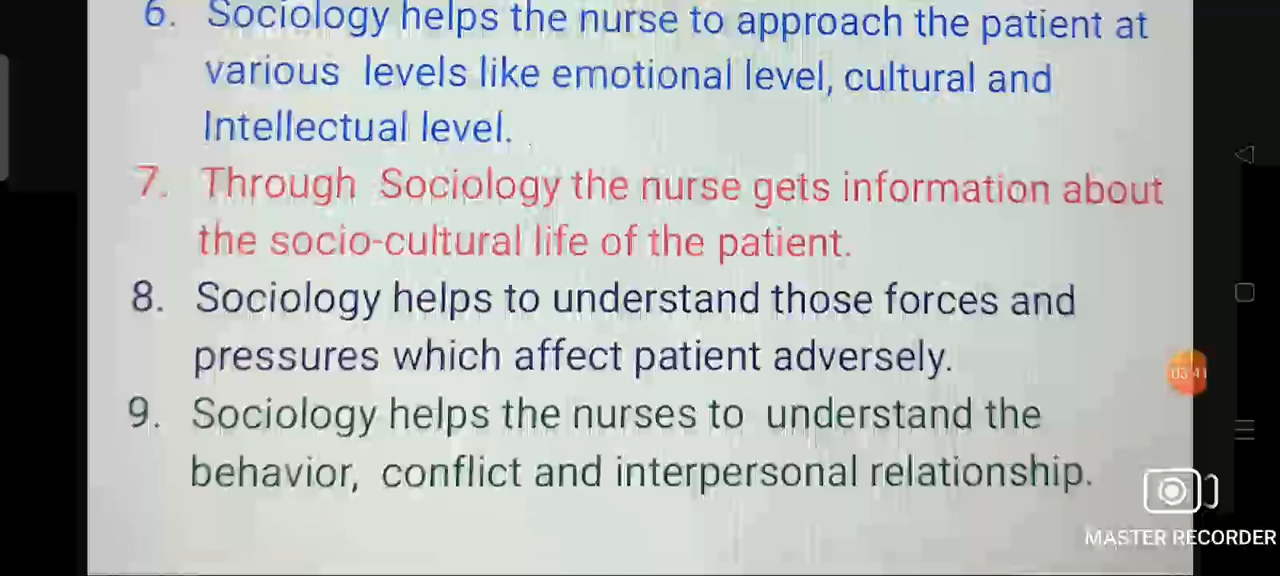 6. Sociology helps the nurse to approach the patient at
various levels like emotional level, cultural and
Intellectual level.
7. Through Sociology the nurse gets information about
the socio-cultural life of the patient.
8. Sociology helps to understand those forces and
pressures which affect patient adversely.
03:41
9. Sociology helps the nurses to understand the
behavior, conflict and interpersonal relationship.
MASTER RECORDER